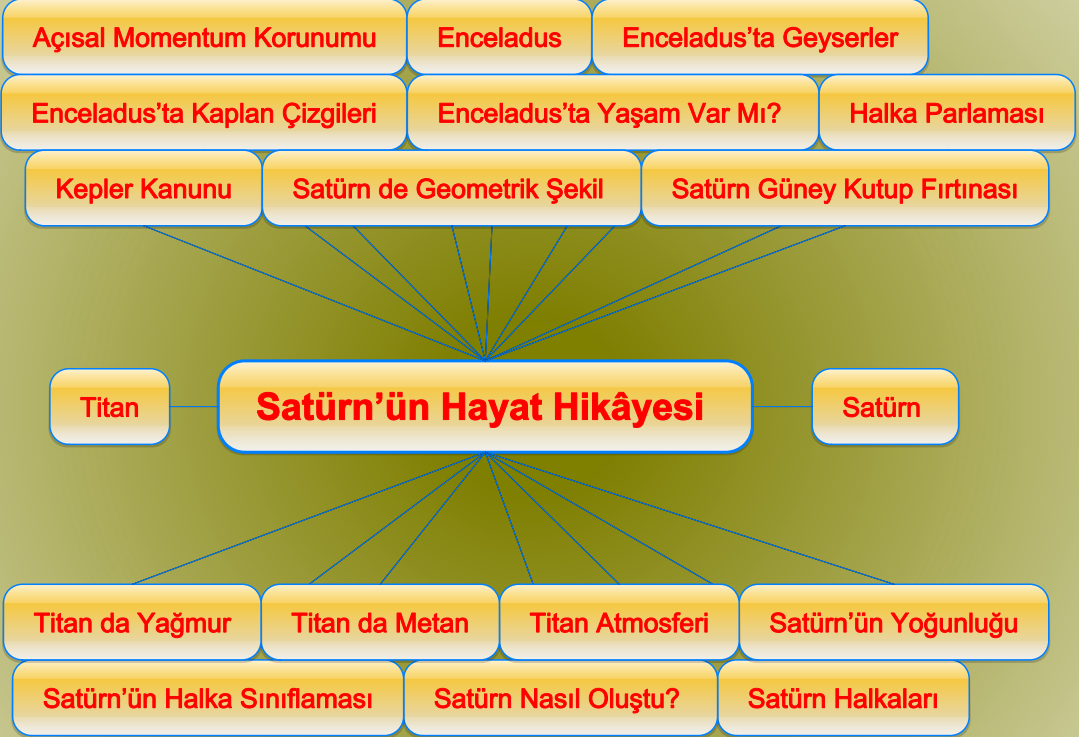 Açısal Momentum Korunumu
Enceladus
Enceladus’ta Geyserler
Enceladus’ta Kaplan Çizgileri
Enceladus’ta Yaşam Var Mı?
Halka Parlaması
Kepler Kanunu
Satürn de Geometrik Şekil
Satürn Güney Kutup Fırtınası
Titan
Satürn’ün Hayat Hikâyesi
Satürn
Titan da Yağmur
Titan da Metan
Titan Atmosferi
Satürn’ün Yoğunluğu
Satürn’ün Halka Sınıflaması
Satürn Nasıl Oluştu?
Satürn Halkaları